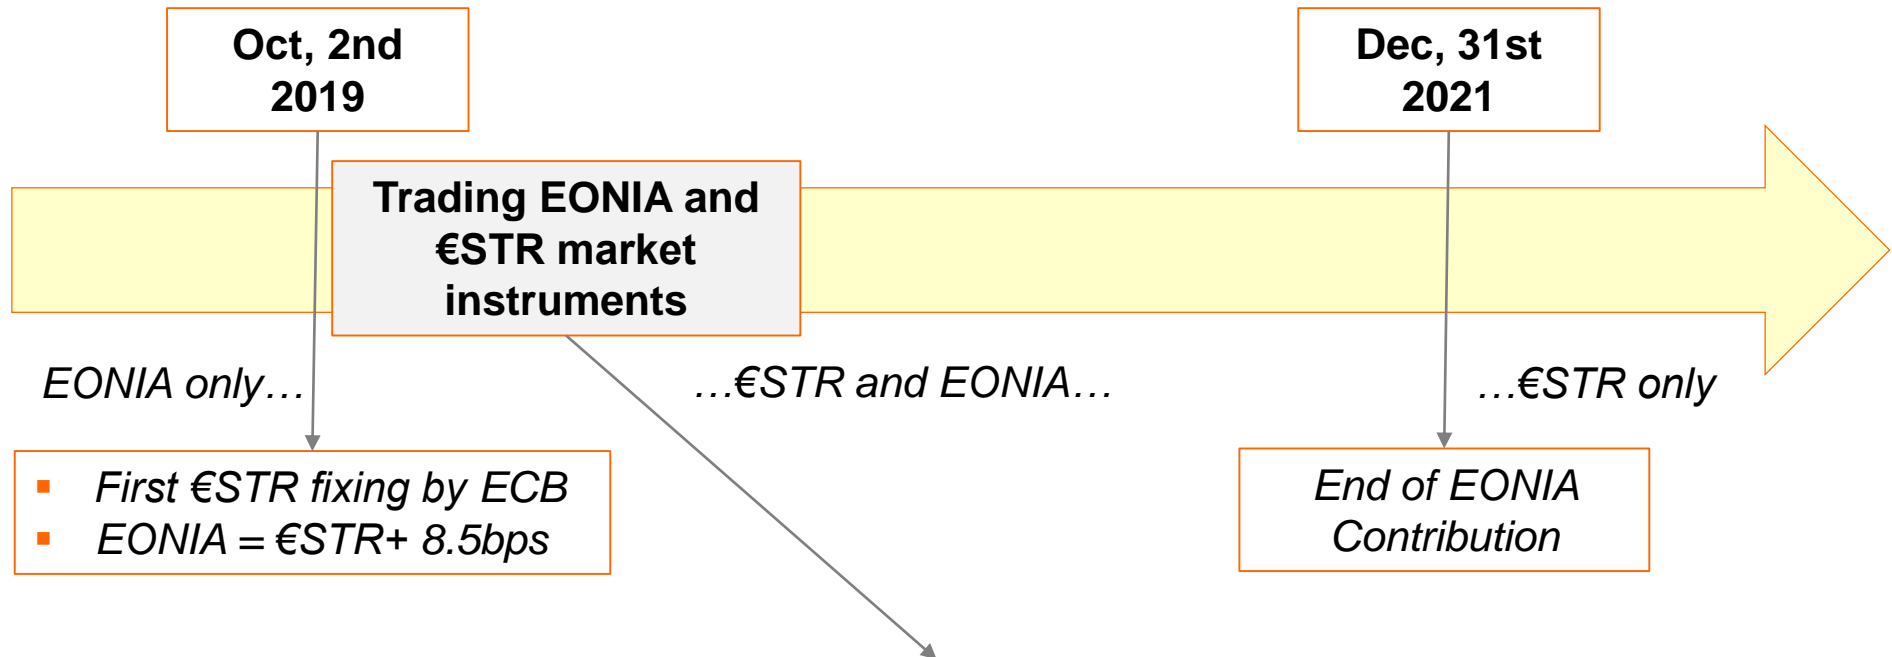 Oct, 2nd
2019
Dec, 31st
2021
Trading EONIA and
€STR market
instruments
EONIA only…
…€STR and EONIA…
…€STR only
▪ First €STR fixing by ECB
▪ EONIA = €STR+ 8.5bps
End of EONIA
Contribution